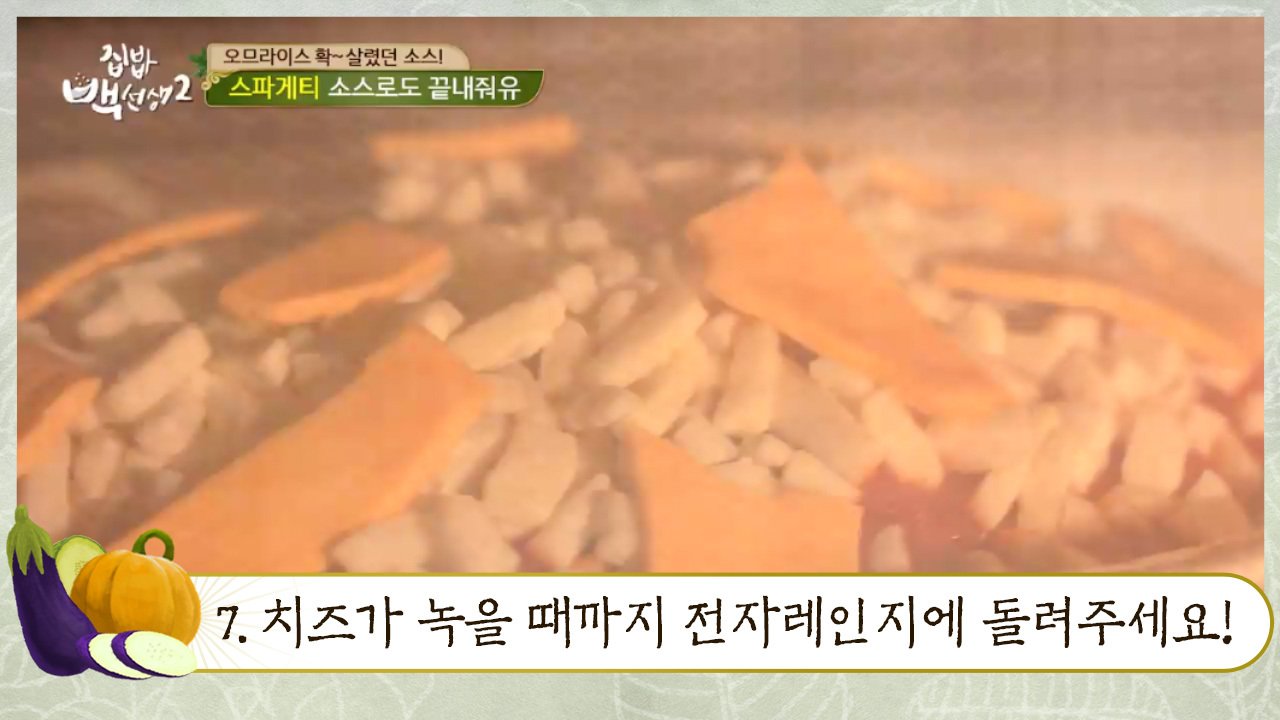 집밥
백선생2
오므라이스 확~ 살렸던 소스!
스파게티 소스로도 끝내줘유
7. 치즈가 녹을 때까지 전자레인지에 돌려주세요!